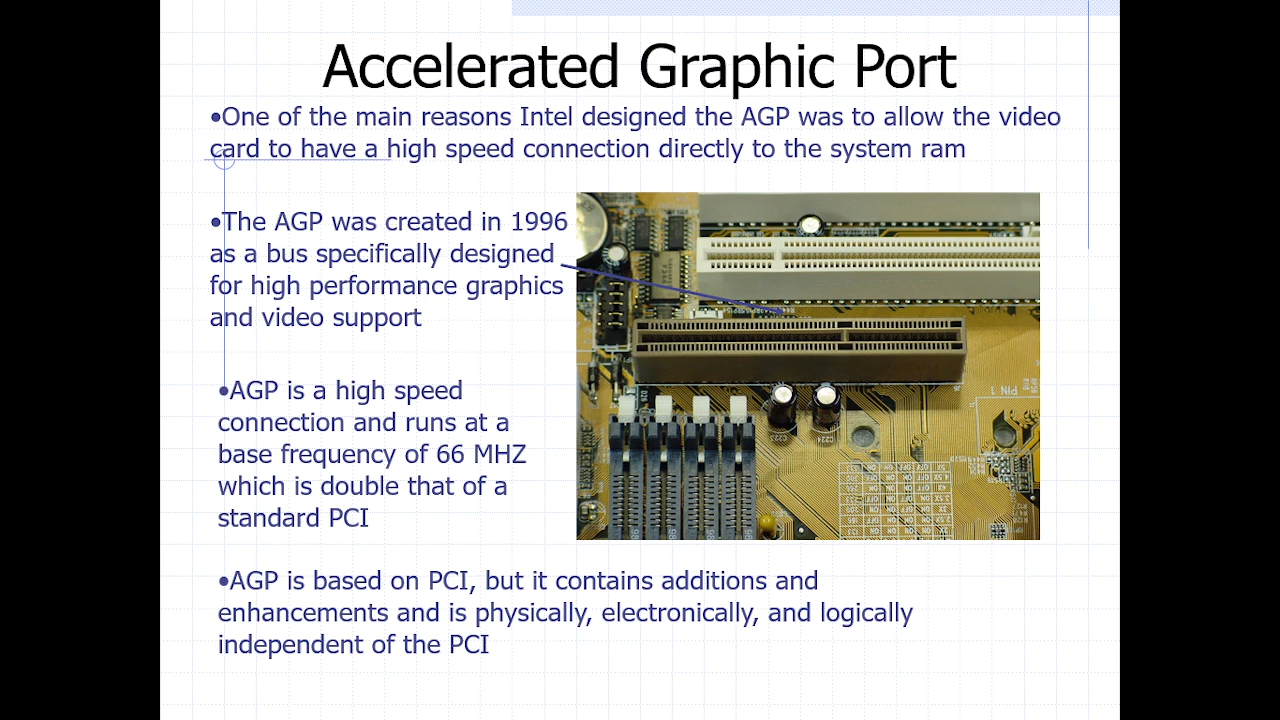 Accelerated Graphic Port
•One of the main reasons Intel designed the AGP was to allow the video
card to have a high speed connection directly to the system ram
•The AGP was created in 1996
as a bus specifically designed
for high performance graphics
and video support
•AGP is a high speed
connection and runs at a
base frequency of 66 MHZ
which is double that of a
standard PCI
PIN 1
C223
C224
•AGP is based on PCI, but it contains additions and
enhancements and is physically, electronically, and logically
independent of the PCI